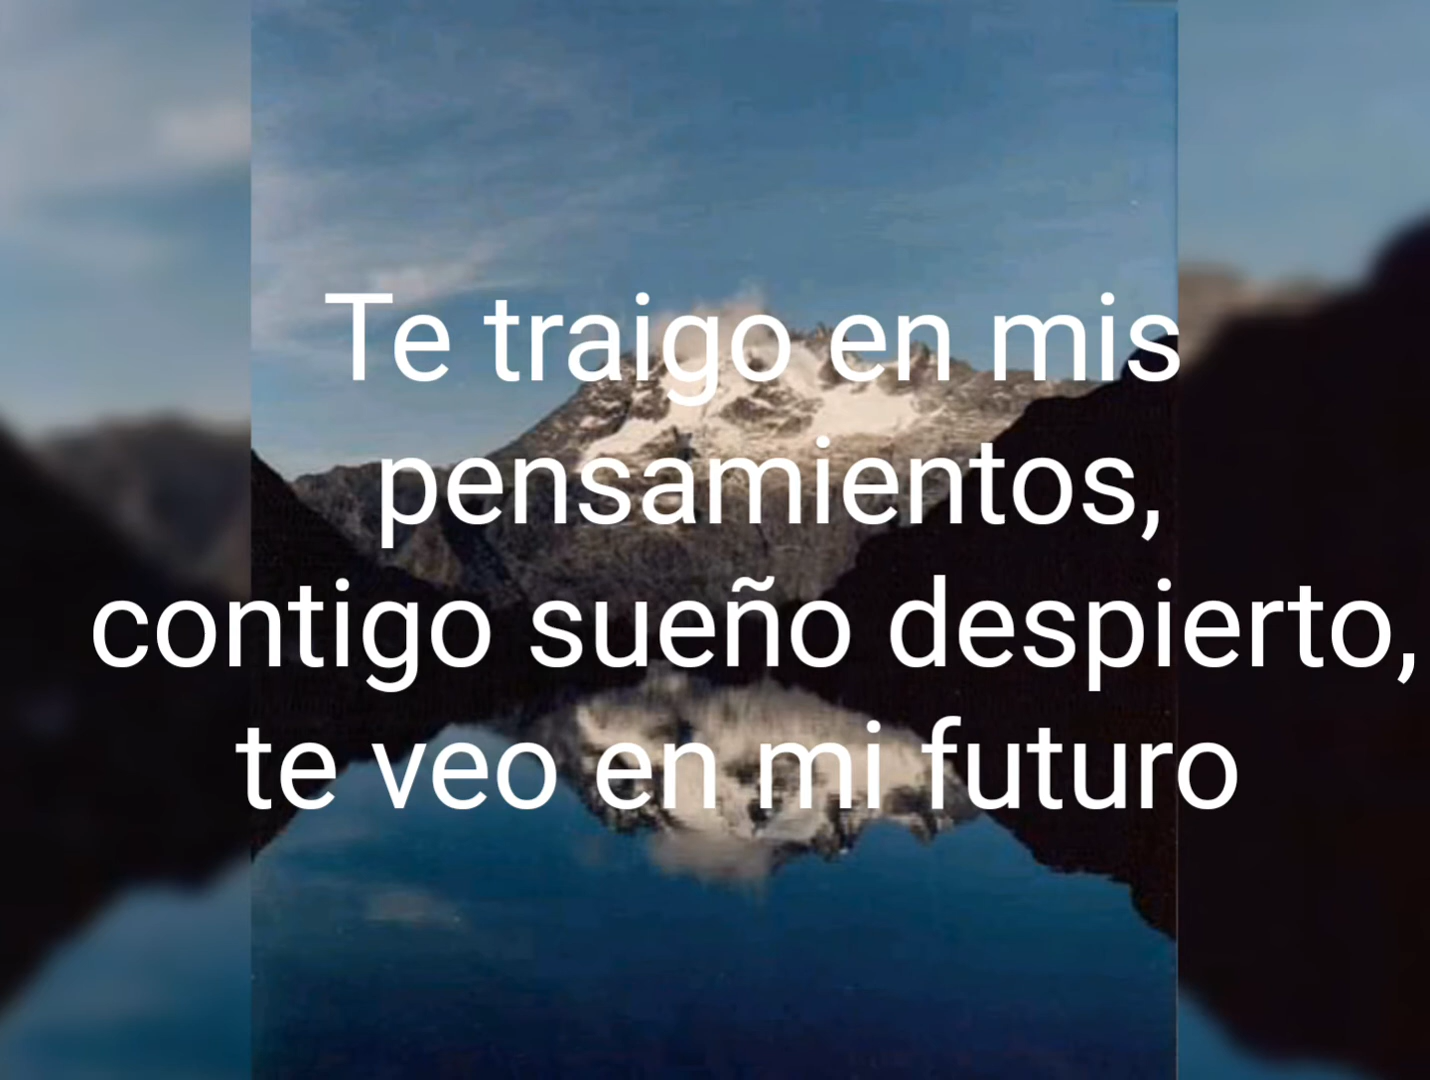 Te traigo en mis
pensamientos,
contigo sueño despierto,
te veo en mi futuro